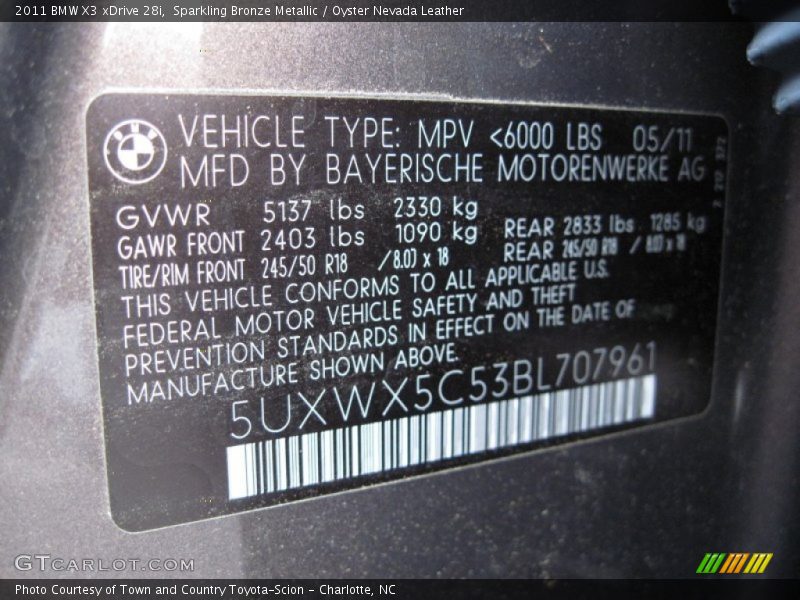 2011 BMW X3 xDrive 28i, Sparkling Bronze Metallic / Oyster Nevada Leather
BMW
VEHICLE TYPE: MPV <6000 LBS 05/11
MFD BY BAYERISCHE MOTORENWERKE AG
GVWR 5137 lbs 2330 kg
GAWR FRONT 2403 lbs 1090 kg REAR 2833 lbs 1285 kg
TIRE/RIM FRONT 245/50 R18 /8.0J x 18 REAR 245/50 R18 / 8.0J x 18
THIS VEHICLE CONFORMS TO ALL APPLICABLE U.S.
FEDERAL MOTOR VEHICLE SAFETY AND THEFT
PREVENTION STANDARDS IN EFFECT ON THE DATE OF
MANUFACTURE SHOWN ABOVE.
5UXWX5C53BL707961
GTCARLOT.COM
Photo Courtesy of Town and Country Toyota-Scion - Charlotte, NC